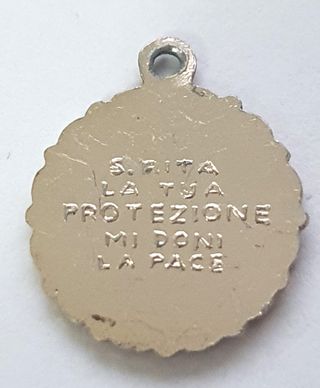 S. RITA
LA TUA
PROTEZIONE
MI DONI
LA PACE